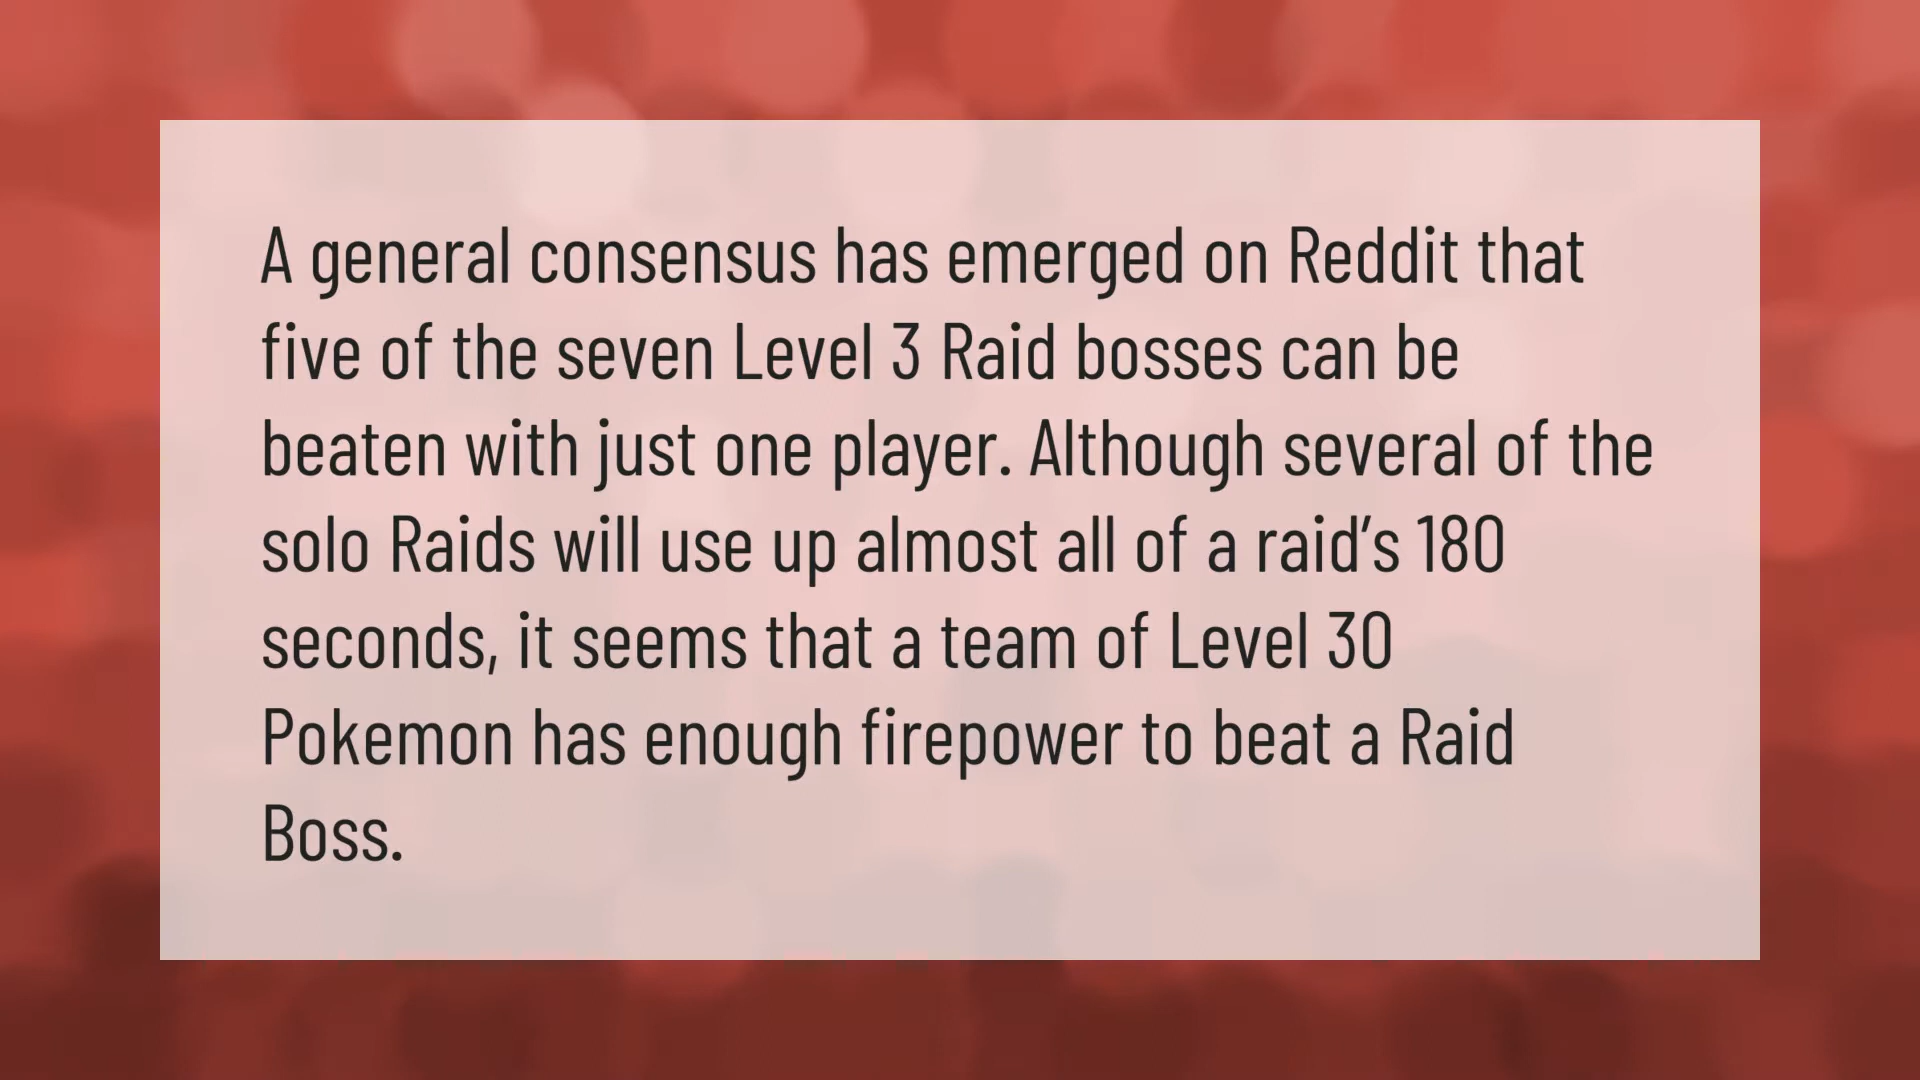 A general consensus has emerged on Reddit that
five of the seven Level 3 Raid bosses can be
beaten with just one player. Although several of the
solo Raids will use up almost all of a raid’s 180
seconds, it seems that a team of Level 30
Pokemon has enough firepower to beat a Raid
Boss.